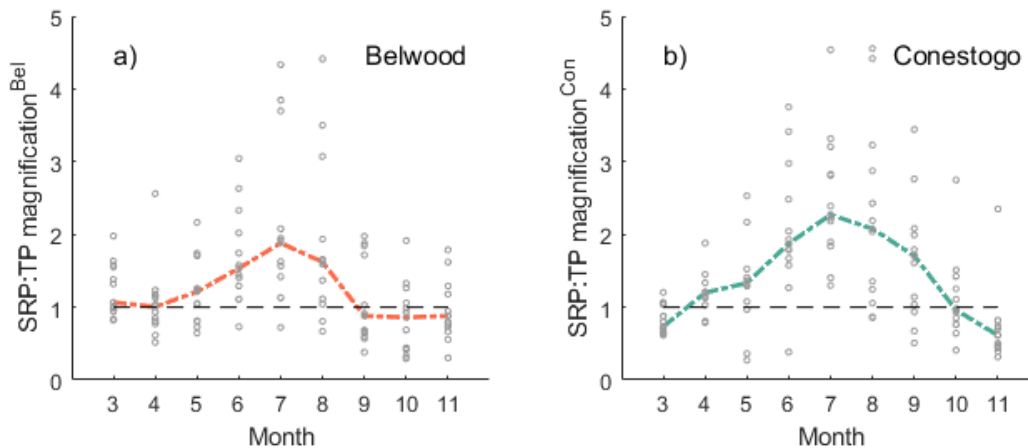 a) Belwood
SRP:TP magnification^Bel
5
4
3
2
1
0
3 4 5 6 7 8 9 10 11
Month
b) Conestogo
SRP:TP magnification^Con
5
4
3
2
1
0
3 4 5 6 7 8 9 10 11
Month